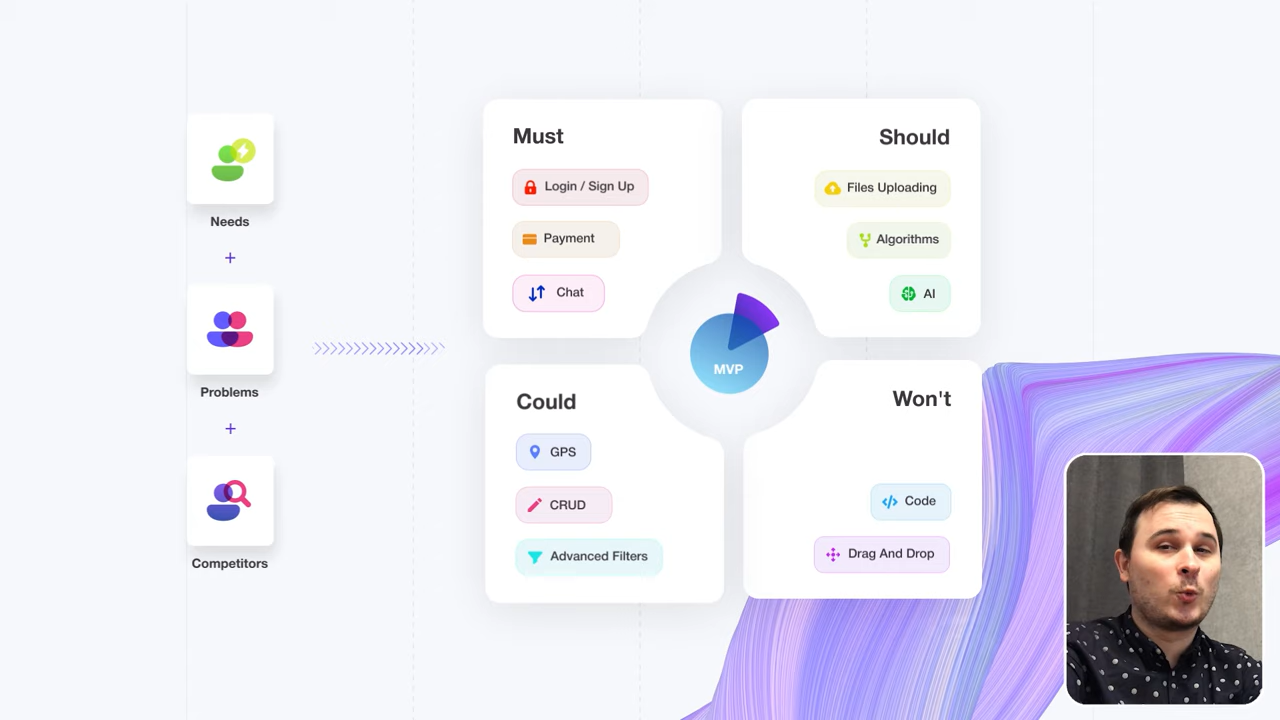 Needs
+
Problems
+
Competitors
Must
Login / Sign Up
Payment
Chat
Should
Files Uploading
Algorithms
AI
MVP
Could
GPS
CRUD
Advanced Filters
Won't
Code
Drag And Drop